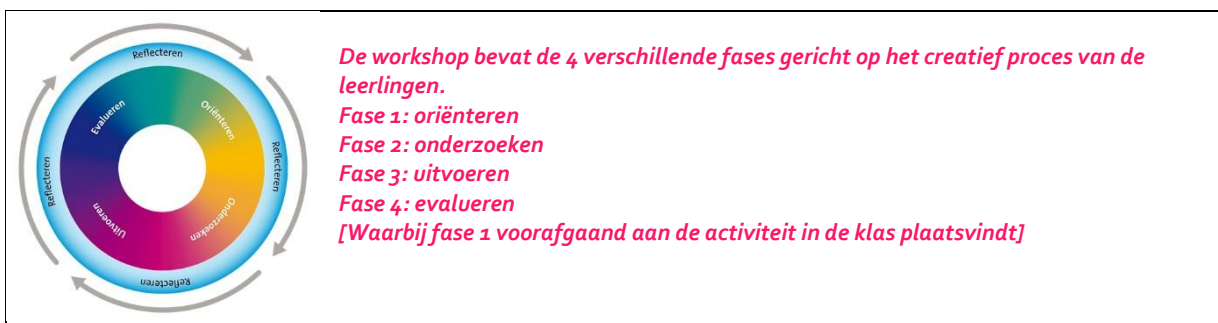 Reflecteren
Evalueren
Oriënteren
Reflecteren
Reflecteren
Uitvoeren
Onderzoeken
Reflecteren
De workshop bevat de 4 verschillende fases gericht op het creatief proces van de
leerlingen.
Fase 1: oriënteren
Fase 2: onderzoeken
Fase 3: uitvoeren
Fase 4: evalueren
[Waarbij fase 1 voorafgaand aan de activiteit in de klas plaatsvindt]